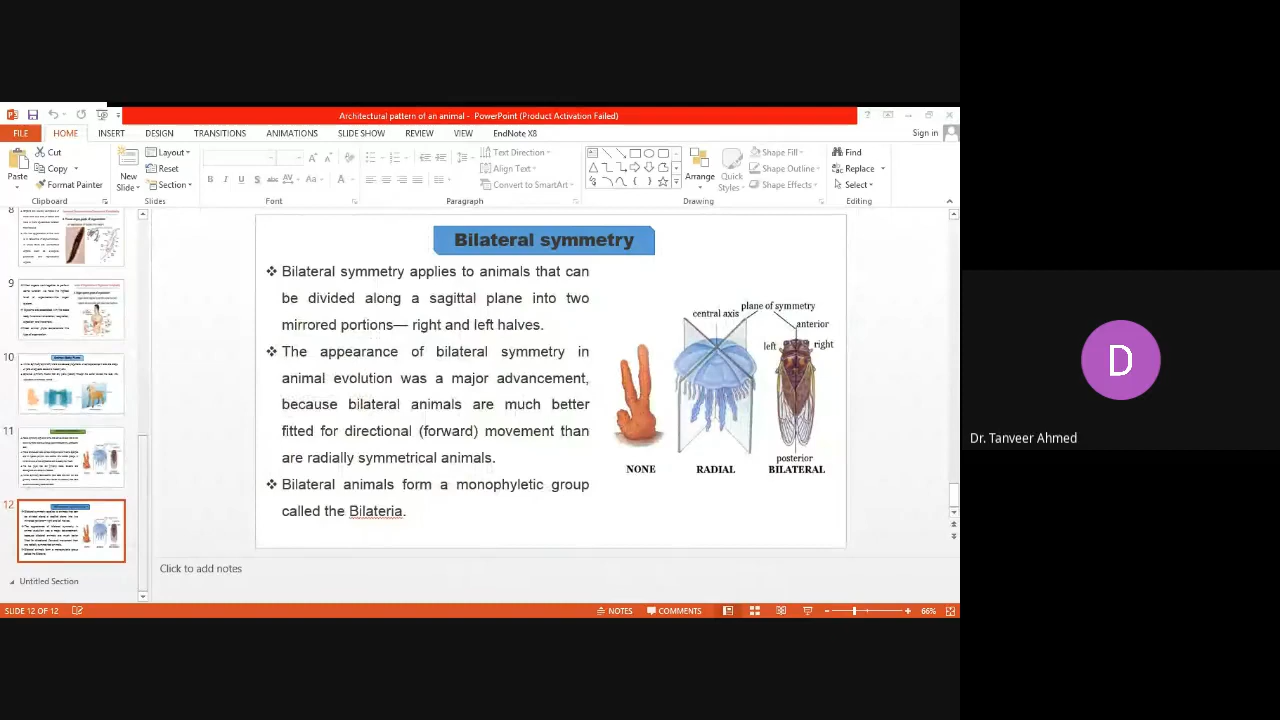 Architectural pattern of an animal - PowerPoint (Product Activation Failed)
FILE HOME INSERT DESIGN TRANSITIONS ANIMATIONS SLIDE SHOW REVIEW VIEW EndNote X8 Sign in
Paste Cut Copy Format Painter
Clipboard
New Slide Layout Reset Section
Slides
Font
Text Direction Align Text Convert to SmartArt
Paragraph
Arrange Quick Styles Shape Fill Shape Outline Shape Effects
Drawing
Find Replace Select
Editing
8
9
10
11
12
Untitled Section
Bilateral symmetry
❖ Bilateral symmetry applies to animals that can
be divided along a sagittal plane into two
mirrored portions— right and left halves.
❖ The appearance of bilateral symmetry in
animal evolution was a major advancement,
because bilateral animals are much better
fitted for directional (forward) movement than
are radially symmetrical animals.
❖ Bilateral animals form a monophyletic group
called the Bilateria.
plane of symmetry
central axis
anterior
left right
posterior
NONE RADIAL BILATERAL
Click to add notes
SLIDE 12 OF 12 NOTES COMMENTS 66%
D
Dr. Tanveer Ahmed